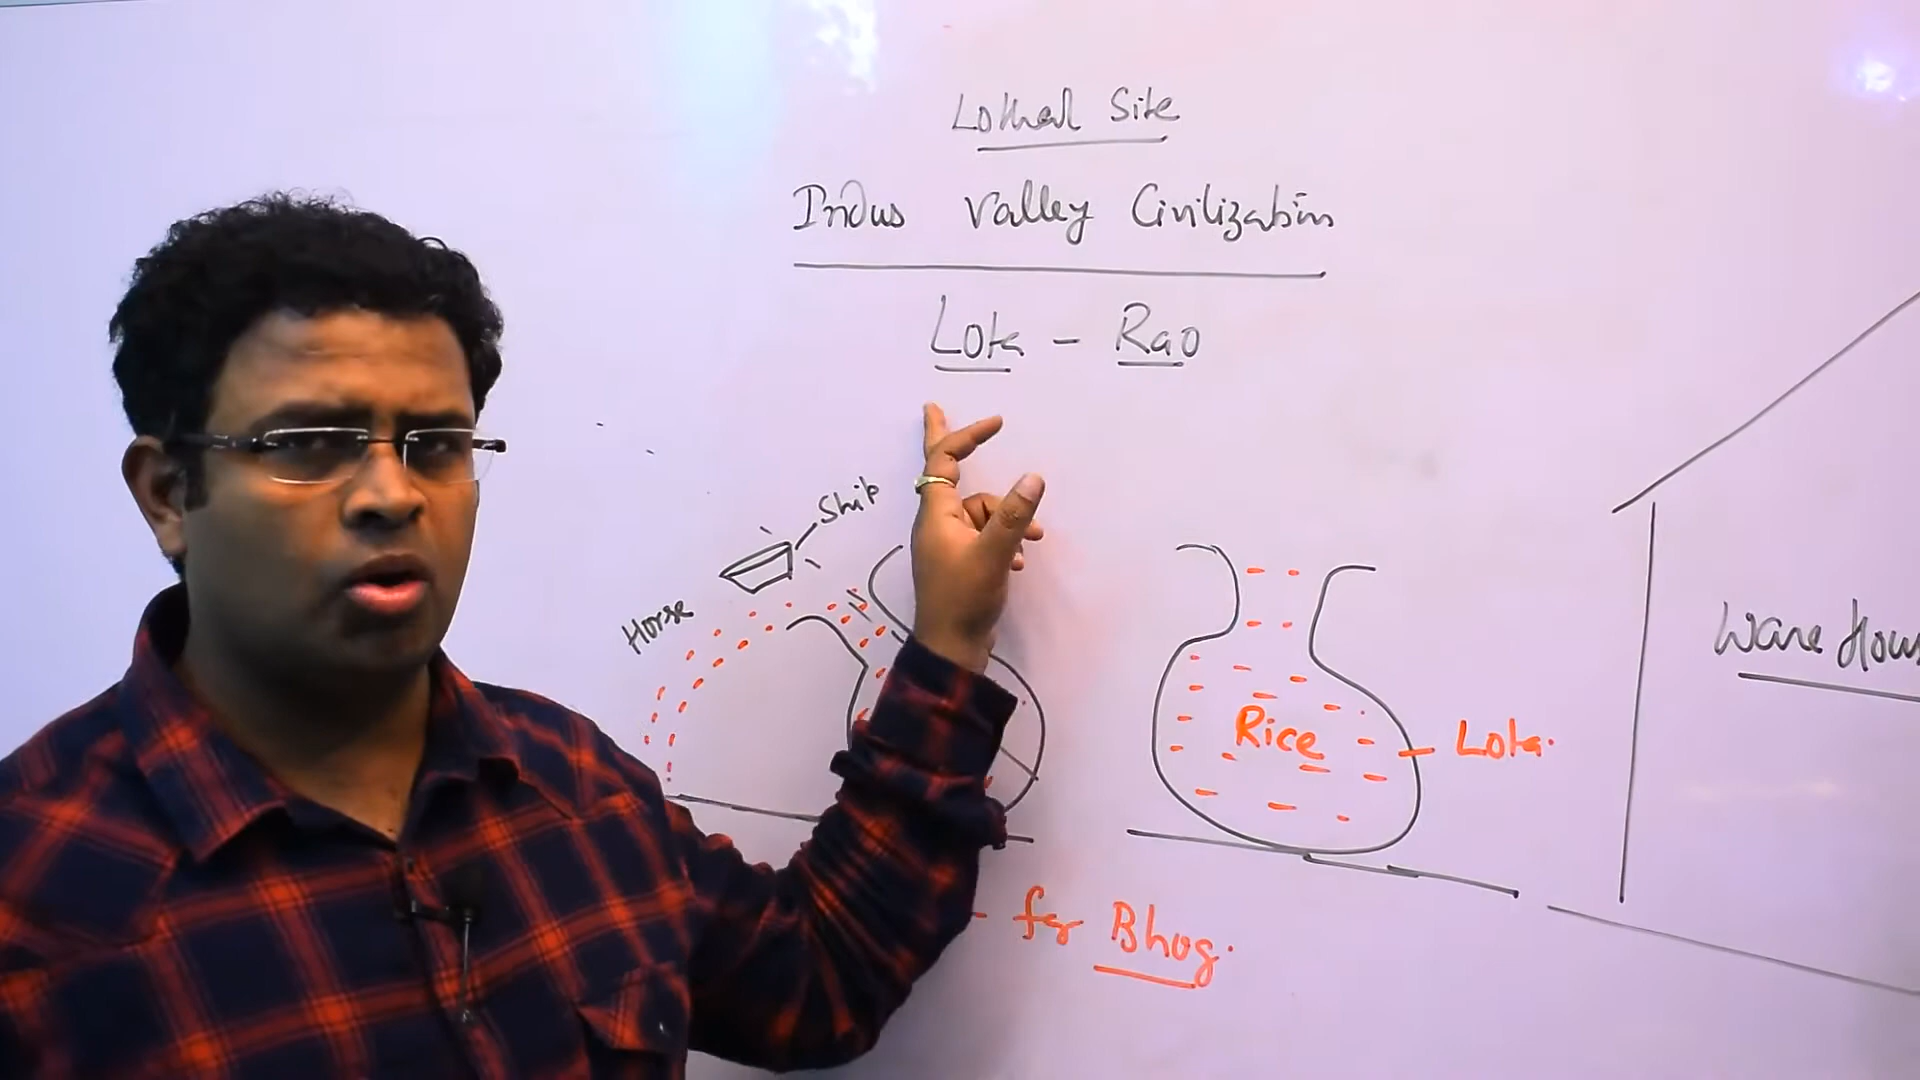 Lothal Site
Indus Valley Civilization
Lota - Rao
Ship
Horse
Rice
Lota.
Ware Hous
for Bhog.